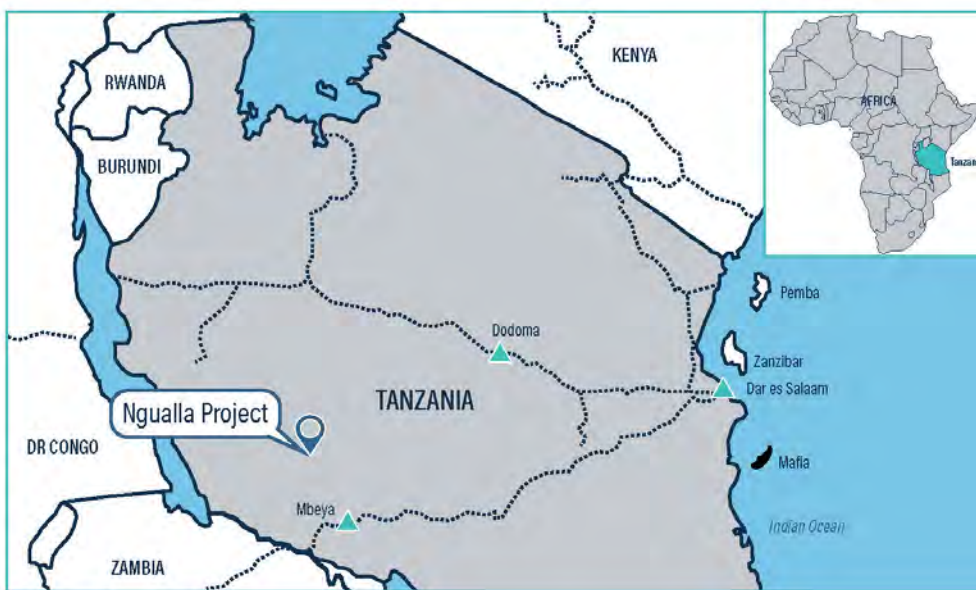 RWANDA
KENYA
BURUNDI
AFRICA
Tanzan
Pemba
Dodoma
Zanzibar
Dar es Salaam
TANZANIA
Ngualla Project
DR CONGO
Mafia
Mbeya
Indian Ocean
ZAMBIA